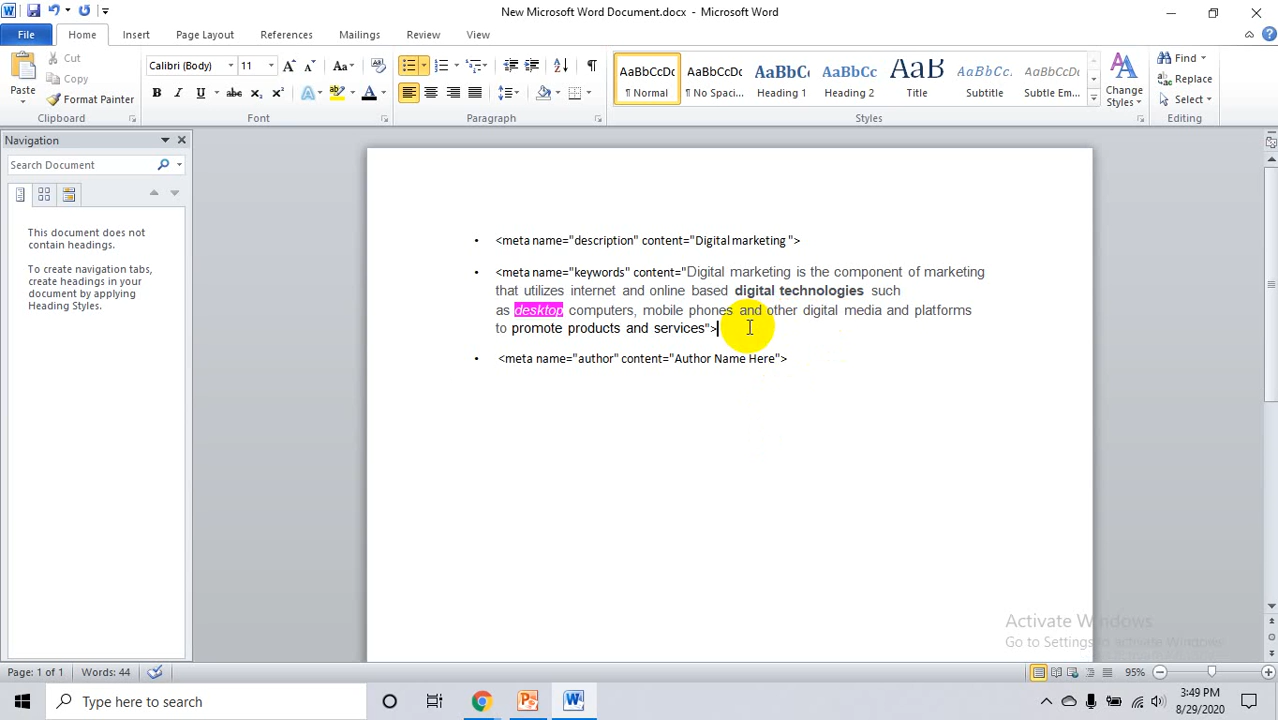 New Microsoft Word Document.docx - Microsoft Word
File Home Insert Page Layout References Mailings Review View
Paste
Cut
Copy
Format Painter
Clipboard
Calibri (Body) 11
Font
Paragraph
AaBbCcDc AaBbCcDc AaBbC AaBbCc AaB AaBbCcL AaBbCcDc
¶ Normal ¶ No Spaci... Heading 1 Heading 2 Title Subtitle Subtle Em...
Styles
Change Styles
Find
Replace
Select
Editing
Navigation
Search Document
This document does not
contain headings.
To create navigation tabs,
create headings in your
document by applying
Heading Styles.
• <meta name="description" content="Digital marketing ">
• <meta name="keywords" content="Digital marketing is the component of marketing
that utilizes internet and online based digital technologies such
as desktop computers, mobile phones and other digital media and platforms
to promote products and services">
• <meta name="author" content="Author Name Here">
Activate Windows
Go to Settings to activate Windows.
Page: 1 of 1 Words: 44 95%
Type here to search
3:49 PM
8/29/2020